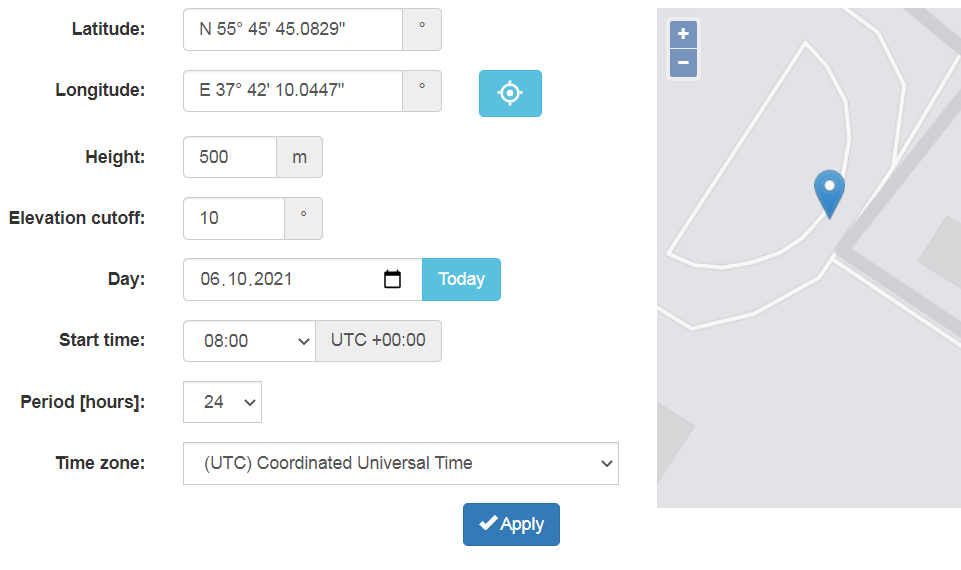 Latitude: N 55° 45' 45.0829" °
Longitude: E 37° 42' 10.0447" °
Height: 500 m
Elevation cutoff: 10 °
Day: 06.10.2021 Today
Start time: 08:00 UTC +00:00
Period [hours]: 24
Time zone: (UTC) Coordinated Universal Time
Apply
+
−